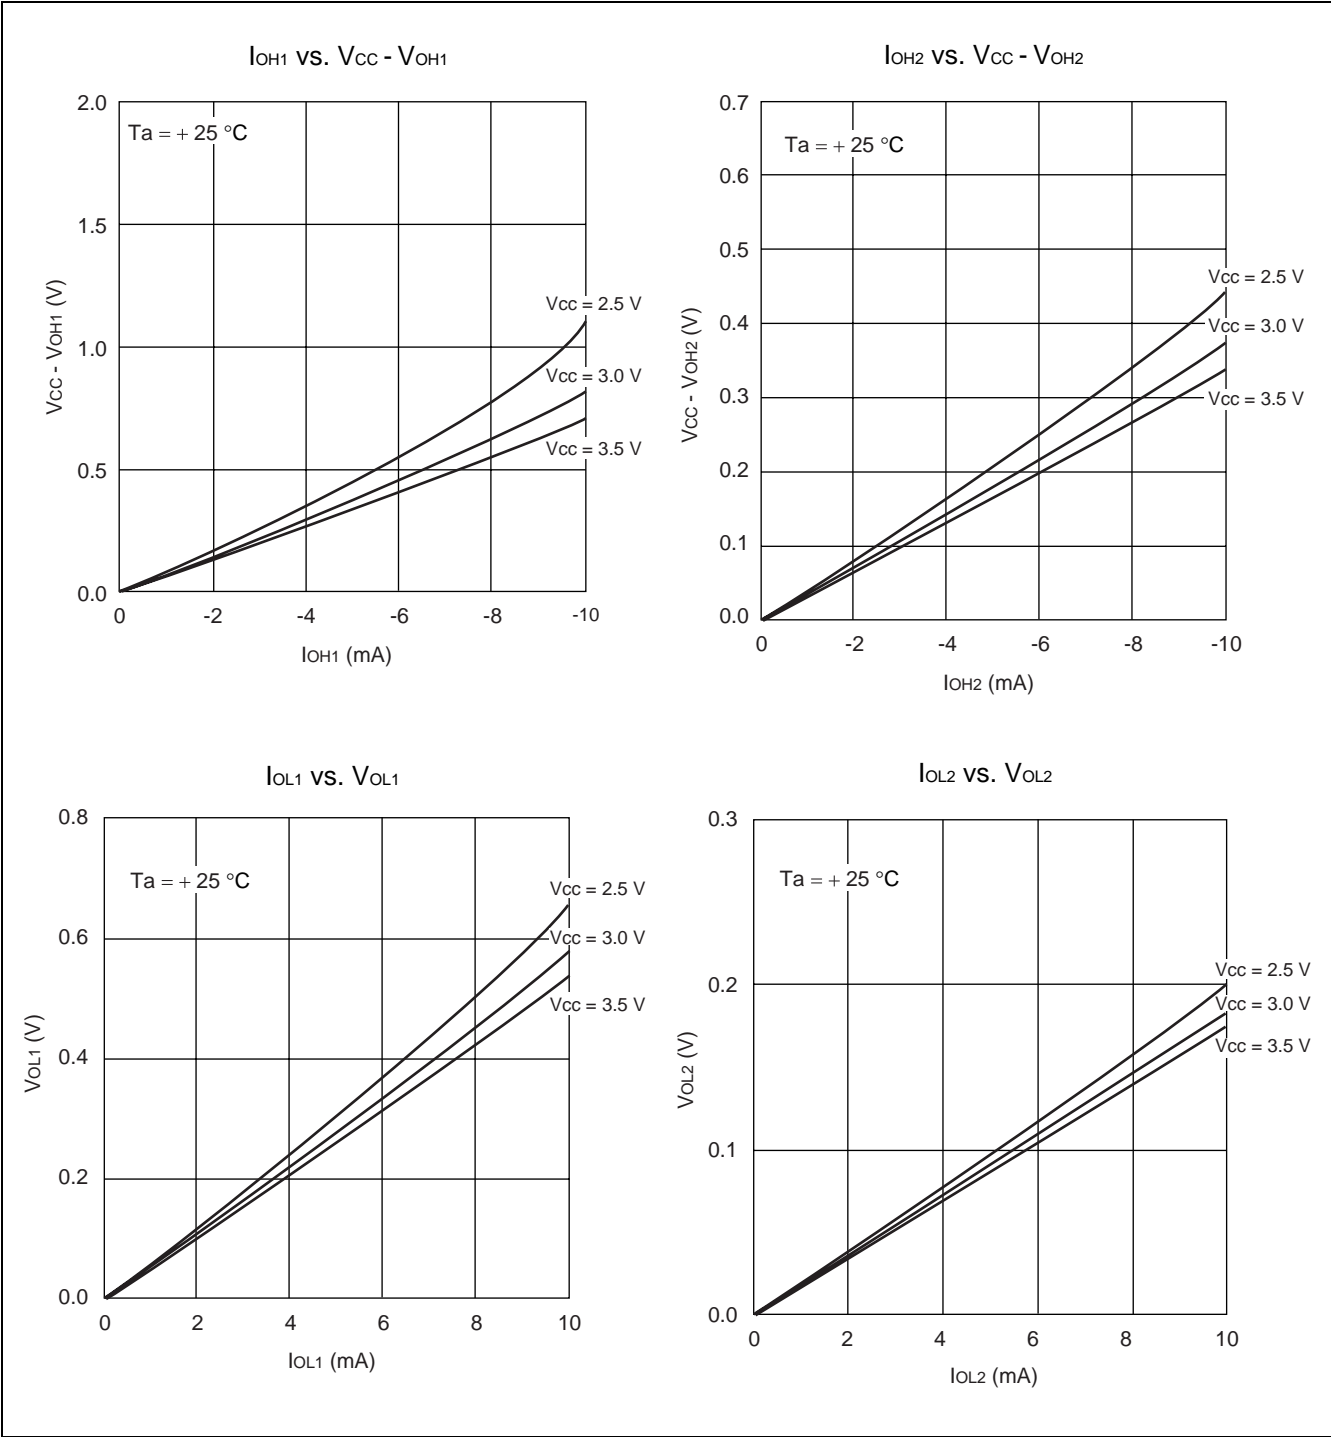 IOH1 vs. VCC - VOH1
2.0
Ta = + 25 °C
1.5
1.0
0.5
0.0
VCC - VOH1 (V)
Vcc = 2.5 V
Vcc = 3.0 V
Vcc = 3.5 V
0 -2 -4 -6 -8 -10
IOH1 (mA)
IOH2 vs. VCC - VOH2
0.7
Ta = + 25 °C
0.6
0.5
0.4
0.3
0.2
0.1
0.0
VCC - VOH2 (V)
Vcc = 2.5 V
Vcc = 3.0 V
Vcc = 3.5 V
0 -2 -4 -6 -8 -10
IOH2 (mA)
IOL1 vs. VOL1
0.8
Ta = + 25 °C
0.6
0.4
0.2
0.0
VOL1 (V)
Vcc = 2.5 V
Vcc = 3.0 V
Vcc = 3.5 V
0 2 4 6 8 10
IOL1 (mA)
IOL2 vs. VOL2
0.3
Ta = + 25 °C
0.2
0.1
0.0
VOL2 (V)
Vcc = 2.5 V
Vcc = 3.0 V
Vcc = 3.5 V
0 2 4 6 8 10
IOL2 (mA)